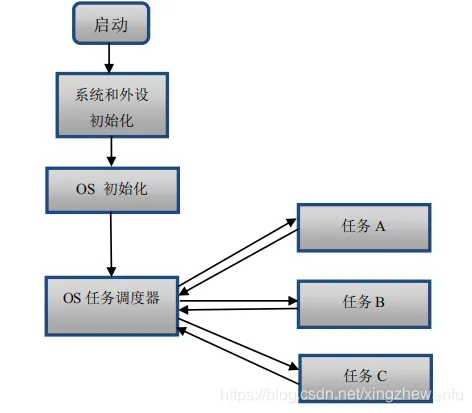 启动
系统和外设
初始化
OS 初始化
OS 任务调度器
任务 A
任务 B
任务 C
https://blog.csdn.net/xingzhewanfu